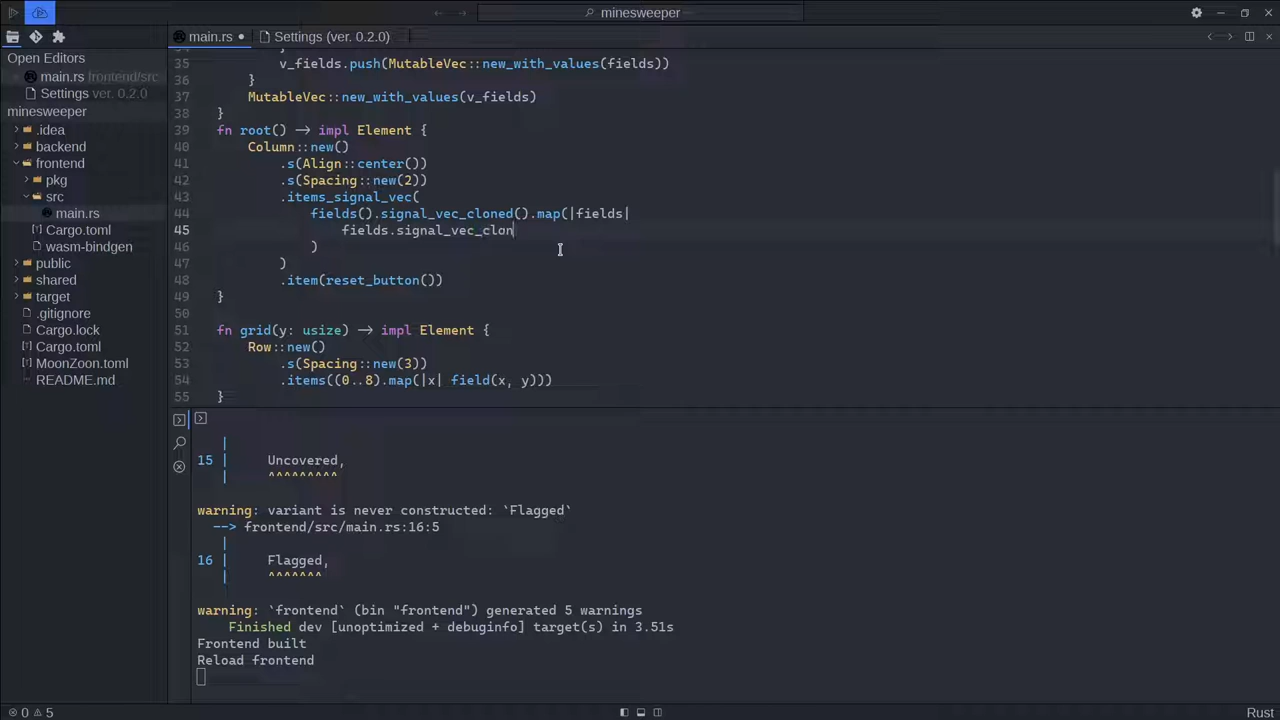 minesweeper
main.rs
Settings (ver. 0.2.0)
Open Editors
main.rs frontend/src
Settings ver. 0.2.0
minesweeper
.idea
backend
frontend
pkg
src
main.rs
Cargo.toml
wasm-bindgen
public
shared
target
.gitignore
Cargo.lock
Cargo.toml
MoonZoon.toml
README.md
35 v_fields.push(MutableVec::new_with_values(fields))
36 }
37 MutableVec::new_with_values(v_fields)
38 }
39 fn root() -> impl Element {
40 Column::new()
41 .s(Align::center())
42 .s(Spacing::new(2))
43 .items_signal_vec(
44 fields().signal_vec_cloned().map(|fields|
45 fields.signal_vec_clon
46 )
47 )
48 .item(reset_button())
49 }
50
51 fn grid(y: usize) -> impl Element {
52 Row::new()
53 .s(Spacing::new(3))
54 .items((0..8).map(|x| field(x, y)))
55 }
|
15 | Uncovered,
| ^^^^^^^^^
warning: variant is never constructed: `Flagged`
--> frontend/src/main.rs:16:5
|
16 | Flagged,
| ^^^^^^^
warning: `frontend` (bin "frontend") generated 5 warnings
Finished dev [unoptimized + debuginfo] target(s) in 3.51s
Frontend built
Reload frontend
0 5
Rust